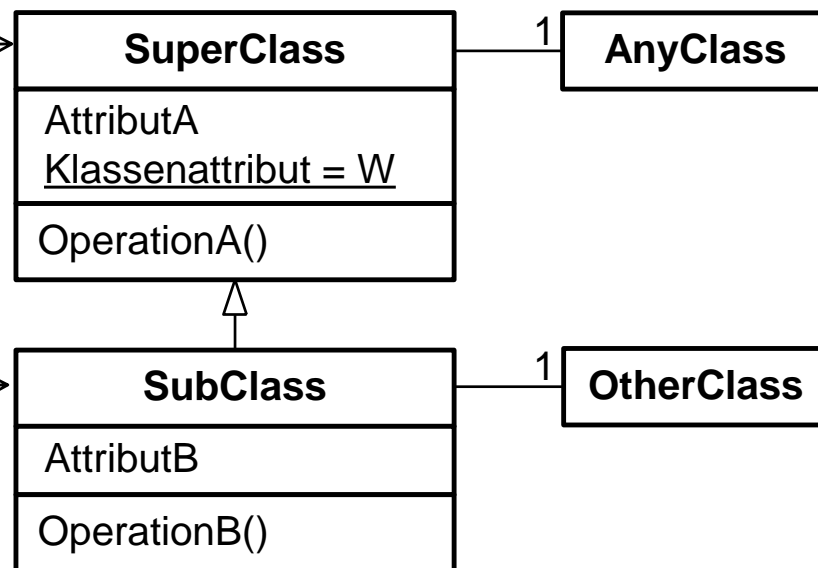 SuperClass
1
AnyClass
AttributA
Klassenattribut = W
OperationA()
SubClass
1
OtherClass
AttributB
OperationB()